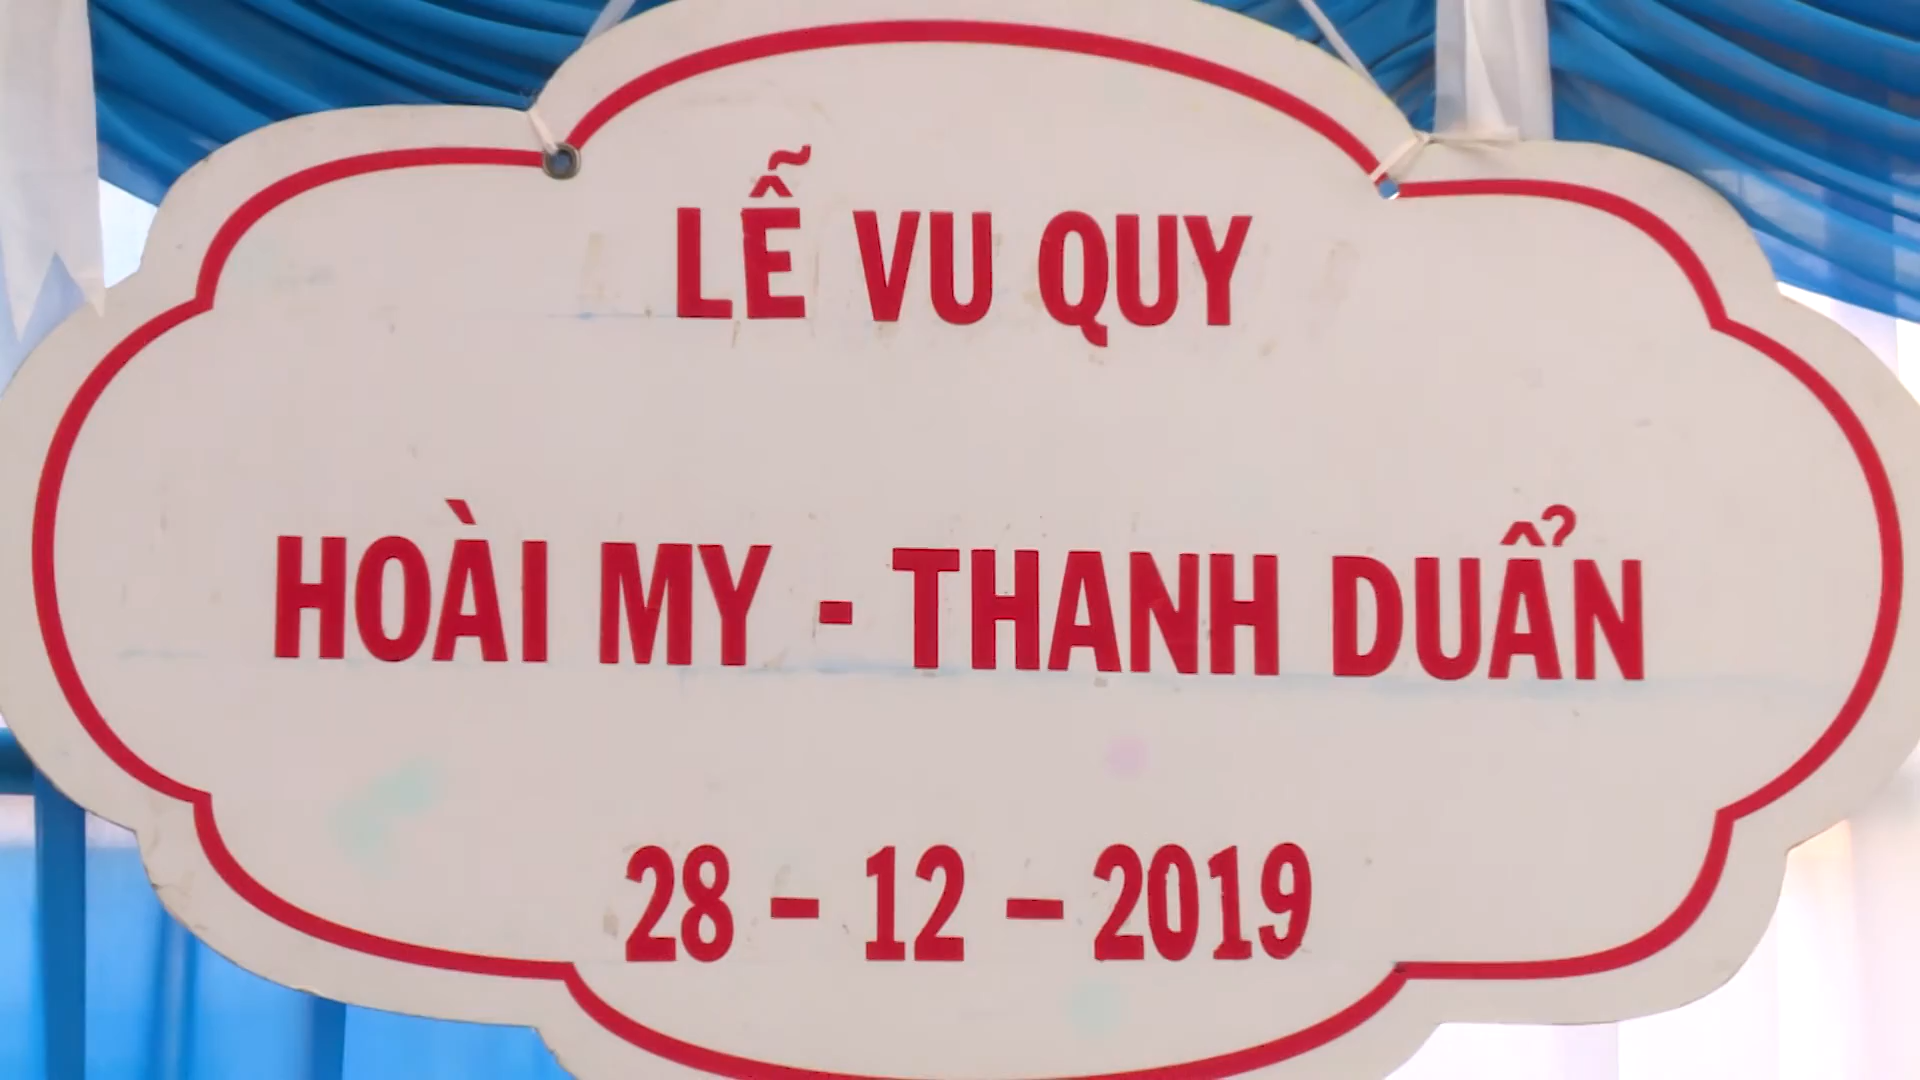 LỄ VU QUY
HOÀI MY - THANH DUẨN
28 - 12 - 2019